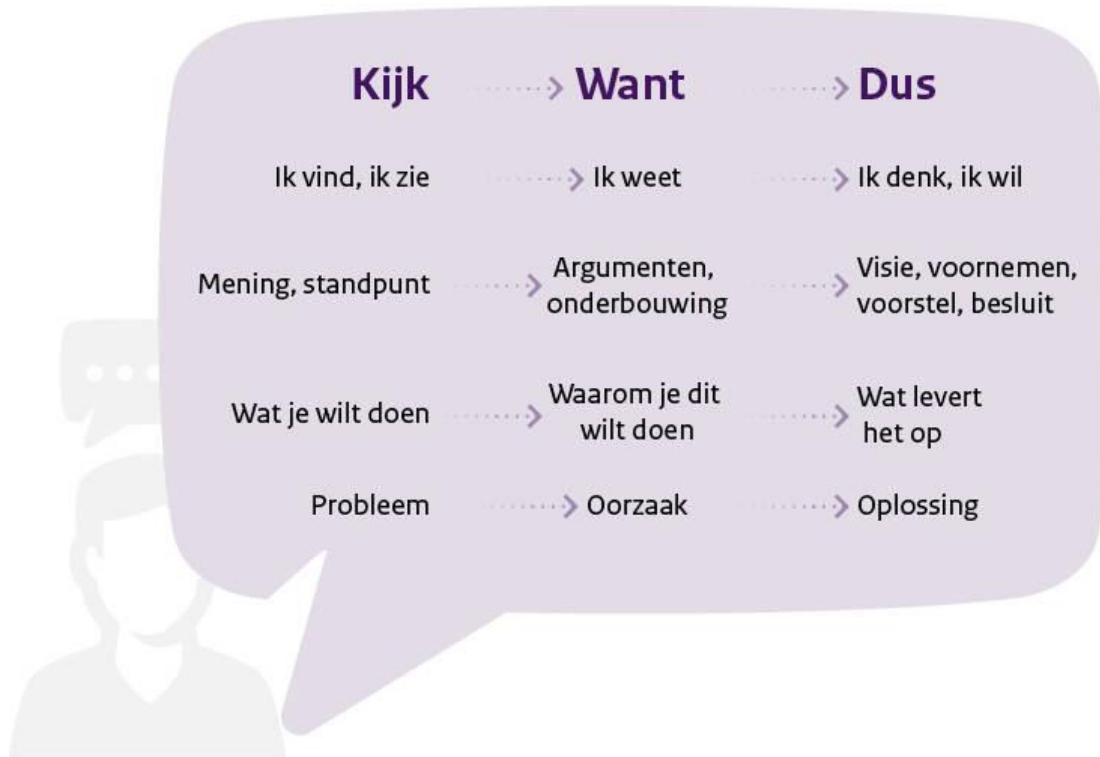 Kijk Want Dus
Ik vind, ik zie Ik weet Ik denk, ik wil
Mening, standpunt Argumenten, onderbouwing Visie, voornemen, voorstel, besluit
Wat je wilt doen Waarom je dit wilt doen Wat levert het op
Probleem Oorzaak Oplossing